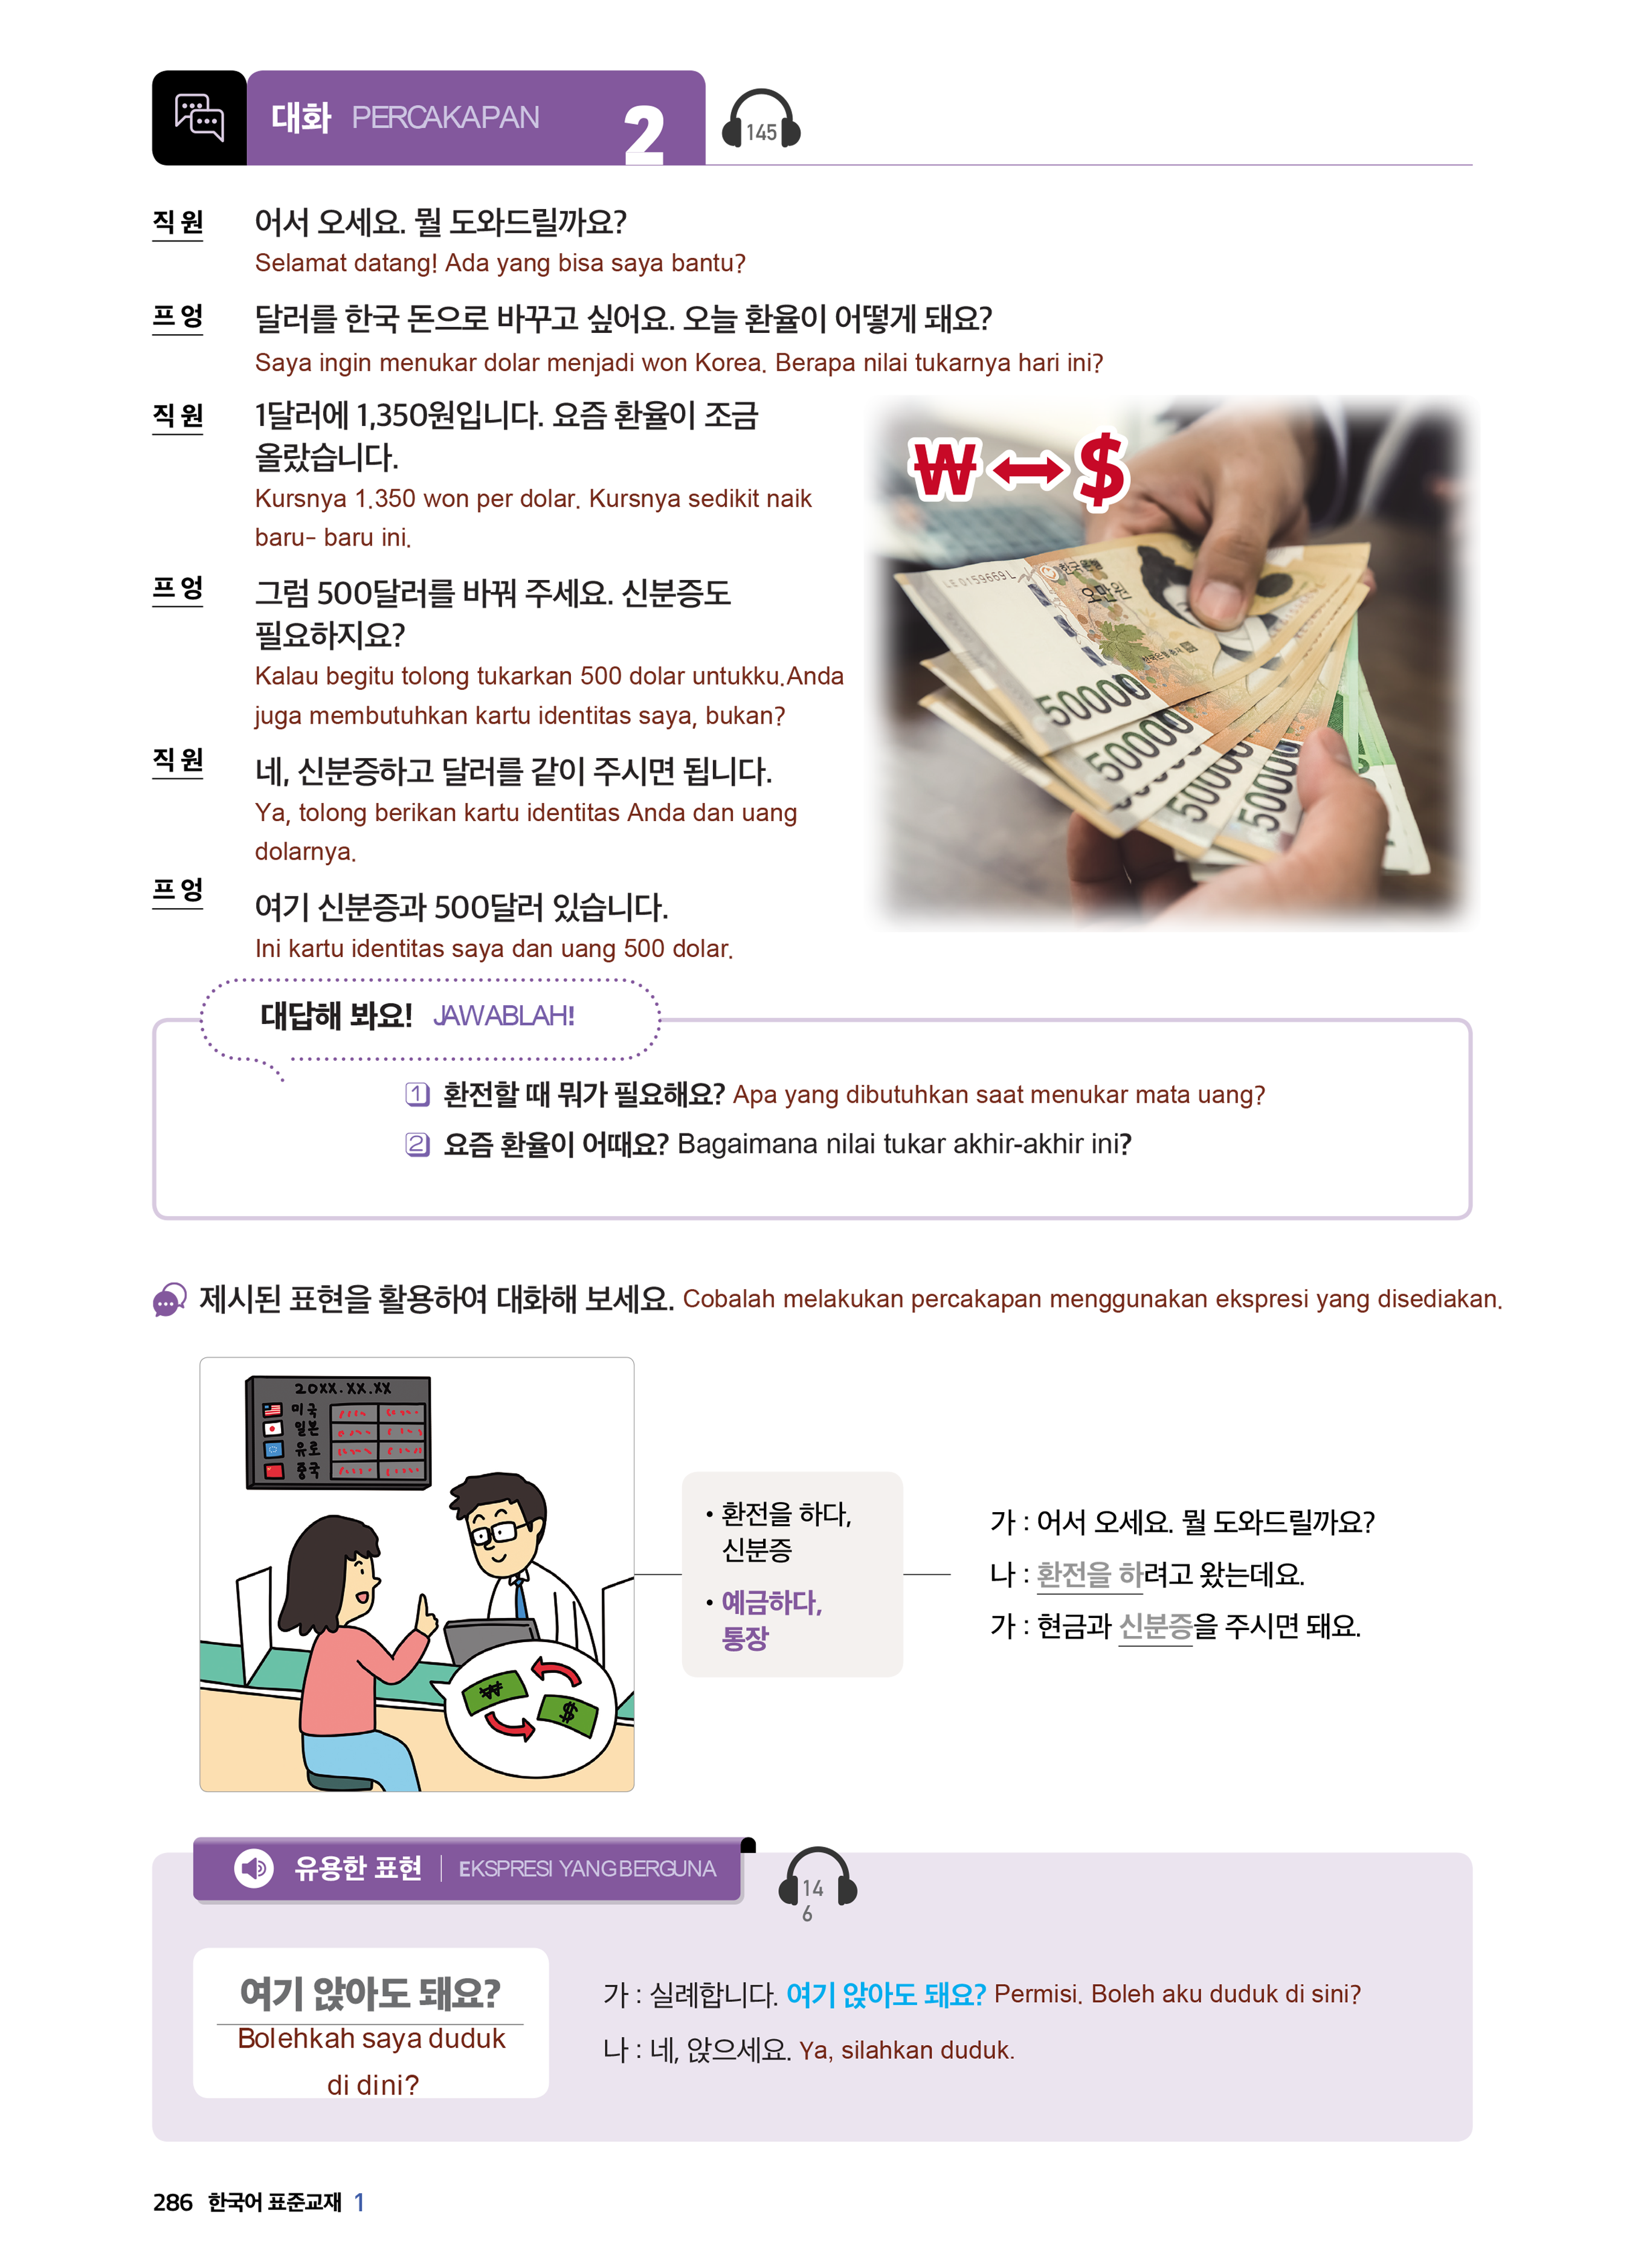 대화 PERCAKAPAN 2
145
직원 어서 오세요. 뭘 도와드릴까요?
Selamat datang! Ada yang bisa saya bantu?
프엉 달러를 한국 돈으로 바꾸고 싶어요. 오늘 환율이 어떻게 돼요?
Saya ingin menukar dolar menjadi won Korea. Berapa nilai tukarnya hari ini?
직원 1달러에 1,350원입니다. 요즘 환율이 조금
올랐습니다.
Kursnya 1.350 won per dolar. Kursnya sedikit naik
baru- baru ini.
프엉 그럼 500달러를 바꿔 주세요. 신분증도
필요하지요?
Kalau begitu tolong tukarkan 500 dolar untukku.Anda
juga membutuhkan kartu identitas saya, bukan?
직원 네, 신분증하고 달러를 같이 주시면 됩니다.
Ya, tolong berikan kartu identitas Anda dan uang
dolarnya.
프엉 여기 신분증과 500달러 있습니다.
Ini kartu identitas saya dan uang 500 dolar.
₩ ↔ $
LE 0159669 L
한국은행
오만원
50000
50000
50000
50000
대답해 봐요! JAWABLAH!
1 환전할 때 뭐가 필요해요? Apa yang dibutuhkan saat menukar mata uang?
2 요즘 환율이 어때요? Bagaimana nilai tukar akhir-akhir ini?
제시된 표현을 활용하여 대화해 보세요. Cobalah melakukan percakapan menggunakan ekspresi yang disediakan.
20XX.XX.XX
미국
일본
유로
중국
₩
$
• 환전을 하다,
신분증
• 예금하다,
통장
가 : 어서 오세요. 뭘 도와드릴까요?
나 : 환전을 하려고 왔는데요.
가 : 현금과 신분증을 주시면 돼요.
유용한 표현 EKSPRESI YANG BERGUNA
14
6
여기 앉아도 돼요?
Bolehkah saya duduk
di dini?
가 : 실례합니다. 여기 앉아도 돼요? Permisi. Boleh aku duduk di sini?
나 : 네, 앉으세요. Ya, silahkan duduk.
286 한국어 표준교재 1